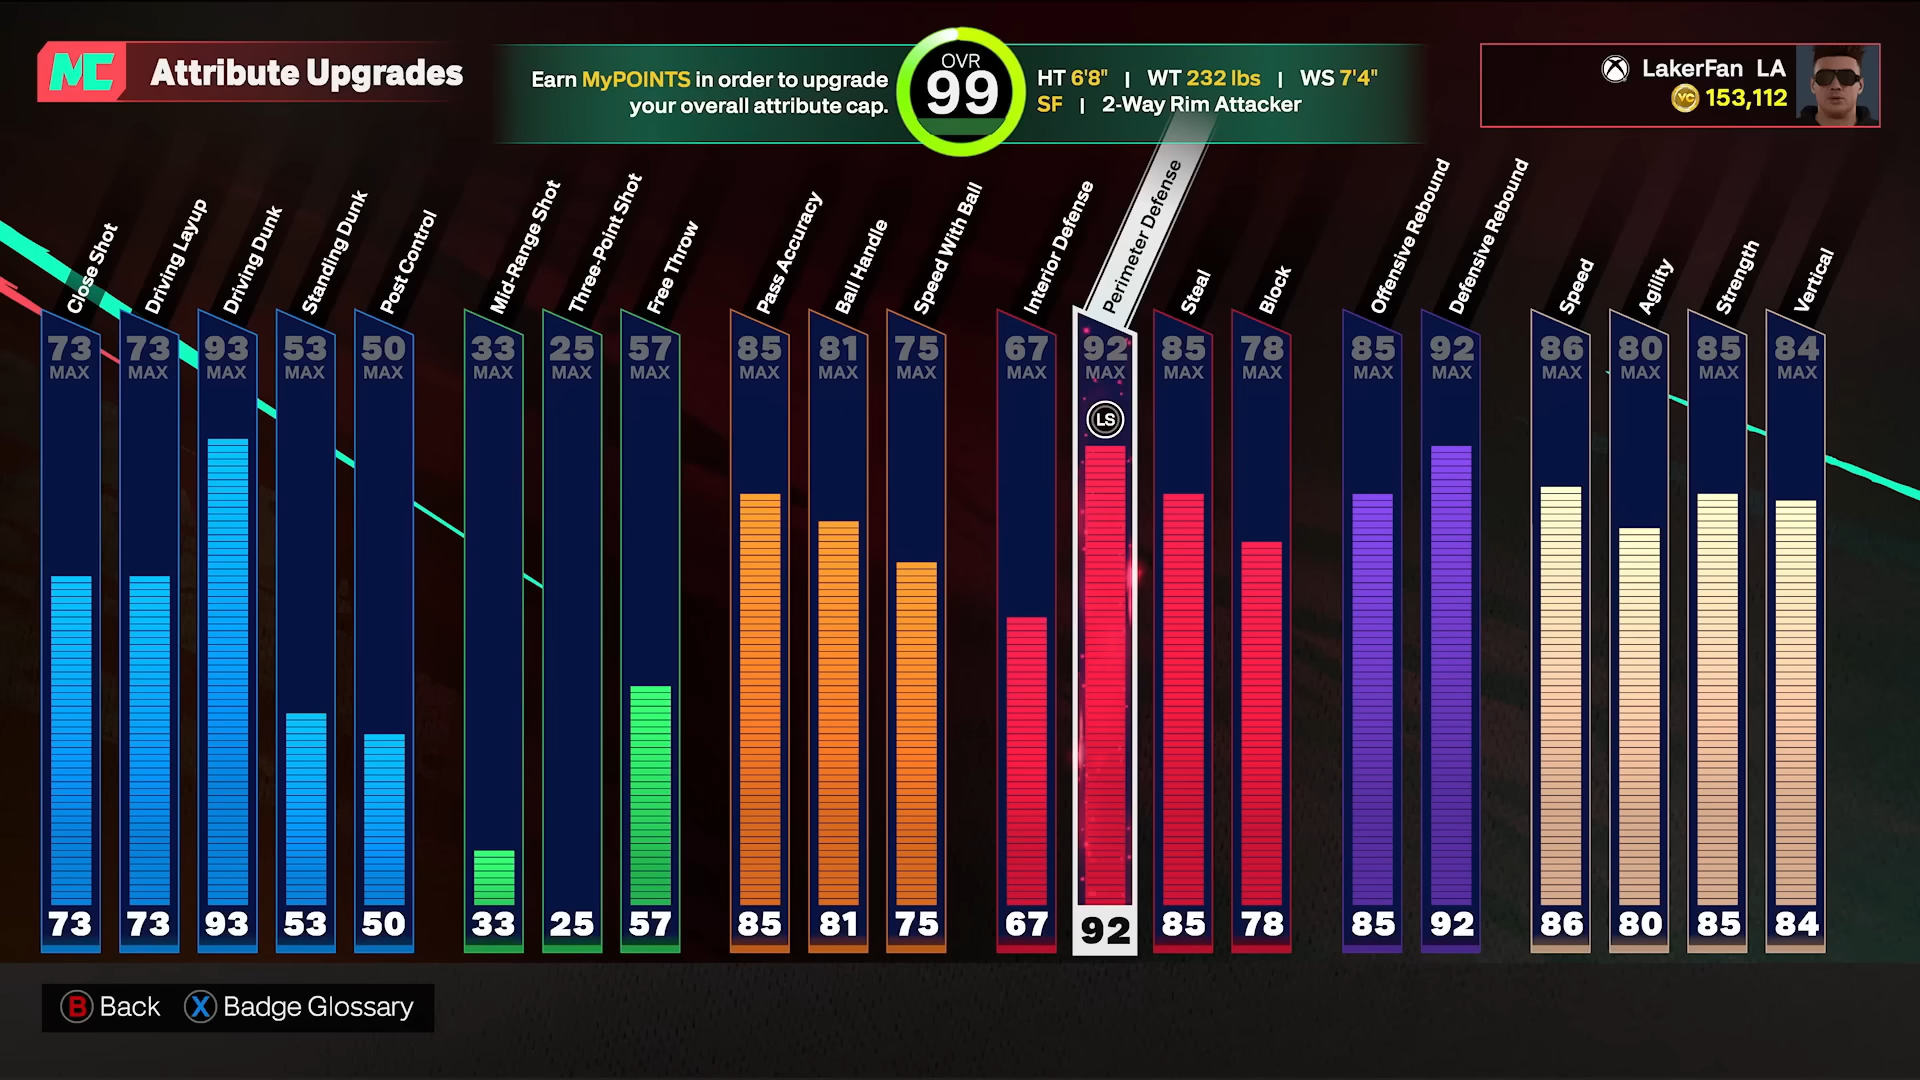 MC Attribute Upgrades
Earn MyPOINTS in order to upgrade
your overall attribute cap.
OVR
99
HT 6'8" | WT 232 lbs | WS 7'4"
SF | 2-Way Rim Attacker
LakerFan LA
VC 153,112
Close Shot
Driving Layup
Driving Dunk
Standing Dunk
Post Control
Mid-Range Shot
Three-Point Shot
Free Throw
Pass Accuracy
Ball Handle
Speed With Ball
Interior Defense
Perimeter Defense
Steal
Block
Offensive Rebound
Defensive Rebound
Speed
Agility
Strength
Vertical
73 73 93 53 50 33 25 57 85 81 75 67 92 85 78 85 92 86 80 85 84
MAX MAX MAX MAX MAX MAX MAX MAX MAX MAX MAX MAX MAX MAX MAX MAX MAX MAX MAX MAX MAX
LS
73 73 93 53 50 33 25 57 85 81 75 67 92 85 78 85 92 86 80 85 84
B Back X Badge Glossary